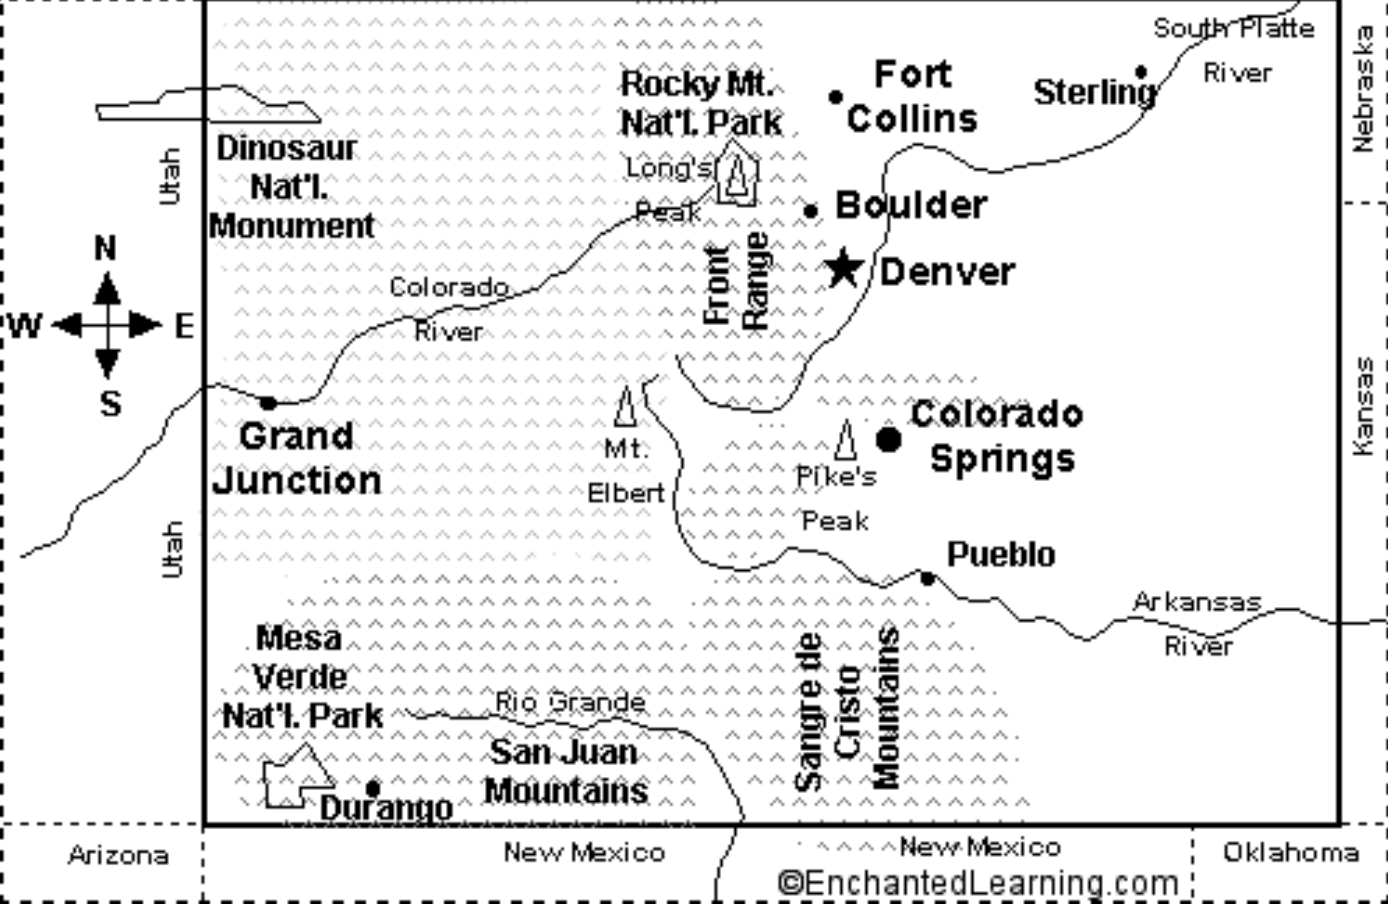 South Platte
River
Nebraska
Rocky Mt.
Nat'l. Park
Fort
Collins
Sterling
Dinosaur
Nat'l.
Monument
Utah
Long's
Peak
Boulder
Front
Range
Denver
N
W E
S
Colorado
River
Kansas
Grand
Junction
Mt.
Elbert
Colorado
Springs
Pike's
Peak
Utah
Pueblo
Arkansas
River
Mesa
Verde
Nat'l. Park
Rio Grande
San Juan
Mountains
Sangre de
Cristo
Mountains
Durango
Arizona
New Mexico
New Mexico
Oklahoma
©EnchantedLearning.com